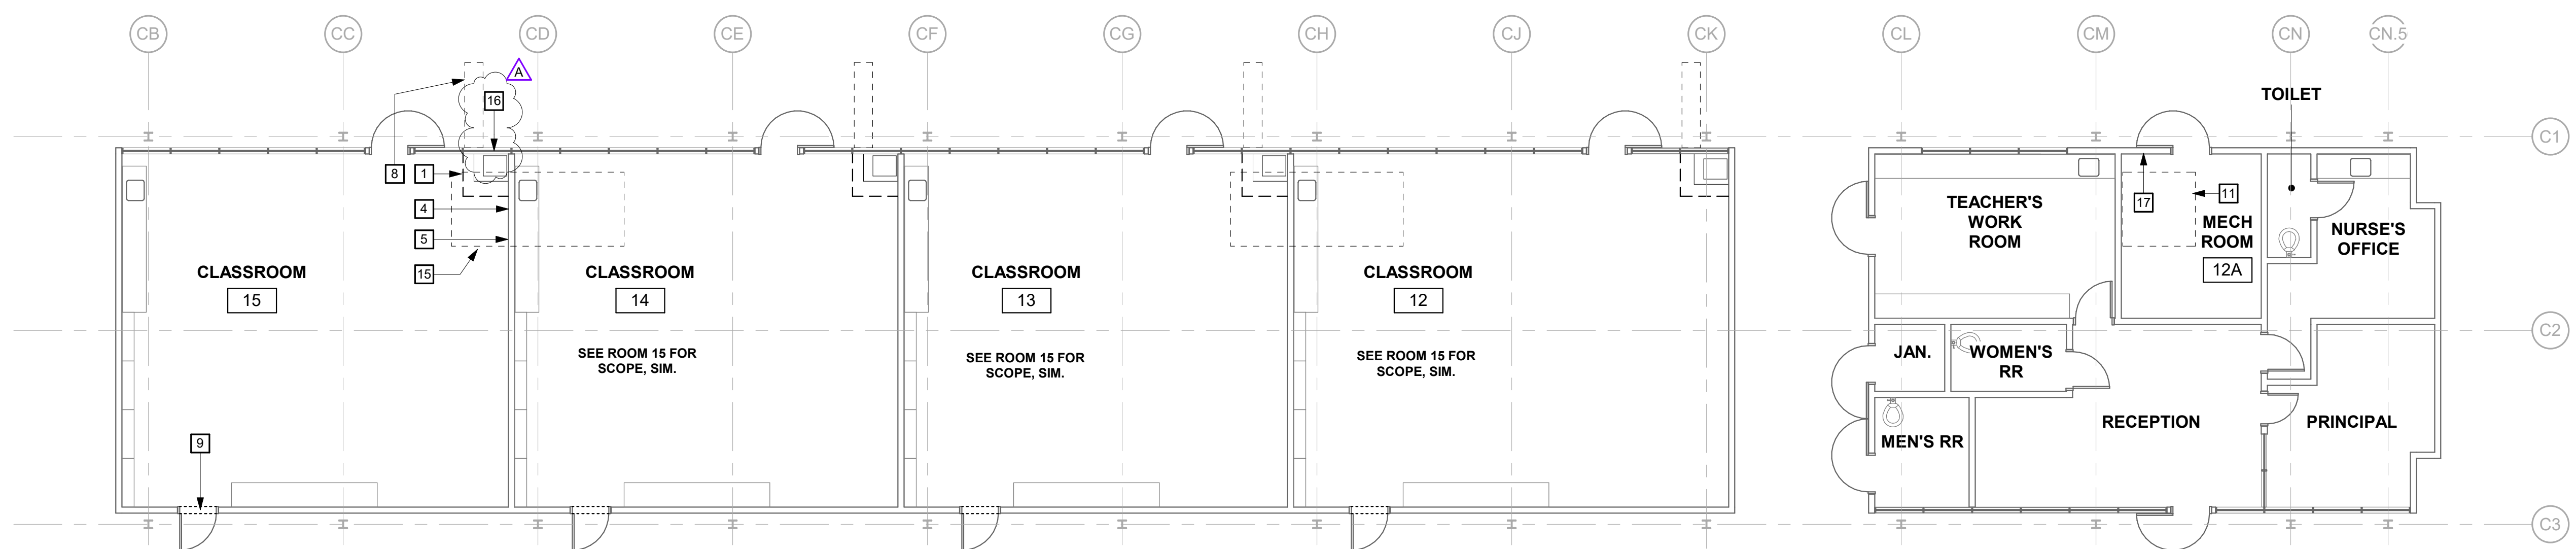 CB CC CD CE CF CG CH CJ CK CL CM CN CN.5
A
TOILET
16
C1
8
1
4
5
15
17
11
TEACHER'S
WORK
ROOM
MECH
ROOM
12A
NURSE'S
OFFICE
CLASSROOM
15
CLASSROOM
14
CLASSROOM
13
CLASSROOM
12
C2
SEE ROOM 15 FOR
SCOPE, SIM.
SEE ROOM 15 FOR
SCOPE, SIM.
SEE ROOM 15 FOR
SCOPE, SIM.
JAN.
WOMEN'S
RR
RECEPTION
PRINCIPAL
MEN'S RR
9
C3